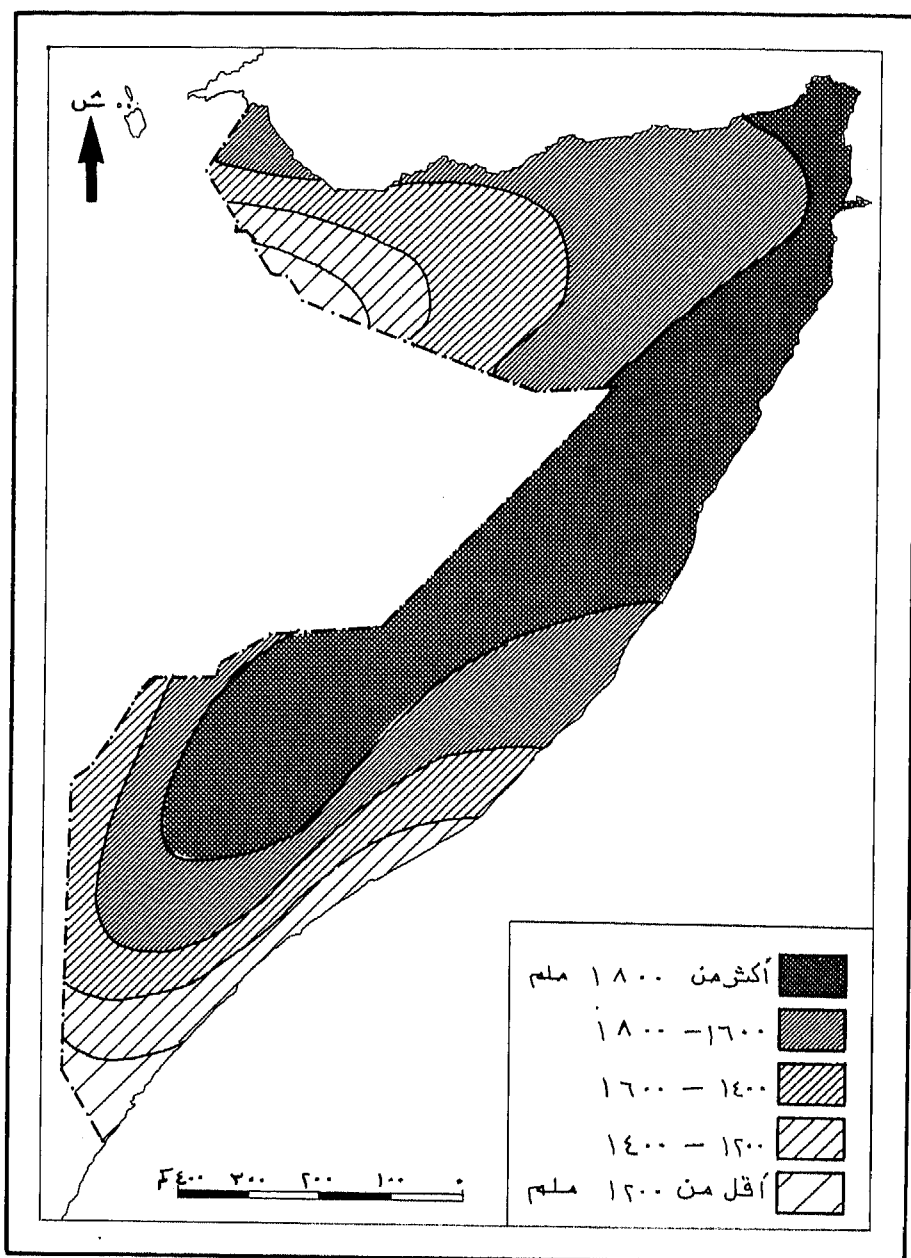 ش
أكثر من ١٨٠٠ ملم
١٦٠٠ – ١٨٠٠
١٤٠٠ – ١٦٠٠
١٢٠٠ – ١٤٠٠
أقل من ١٢٠٠ ملم
٠ ١٠٠ ٢٠٠ ٣٠٠ ٤٠٠ كم